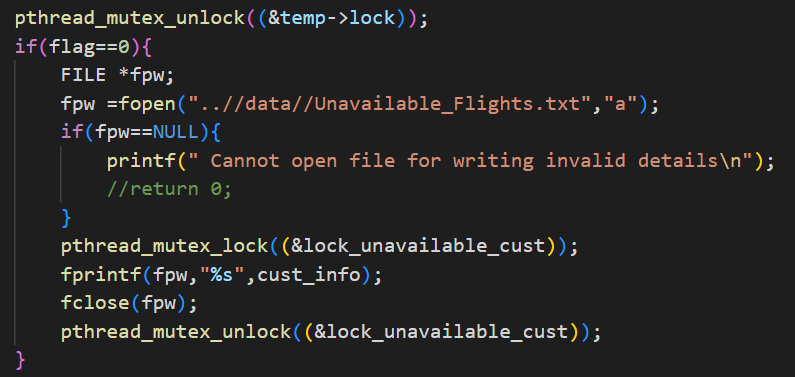 pthread_mutex_unlock((&temp->lock));
if(flag==0){
    FILE *fpw;
    fpw =fopen("..//data//Unavailable_Flights.txt","a");
    if(fpw==NULL){
        printf(" Cannot open file for writing invalid details\n");
        //return 0;
    }
    pthread_mutex_lock((&lock_unavailable_cust));
    fprintf(fpw,"%s",cust_info);
    fclose(fpw);
    pthread_mutex_unlock((&lock_unavailable_cust));
}